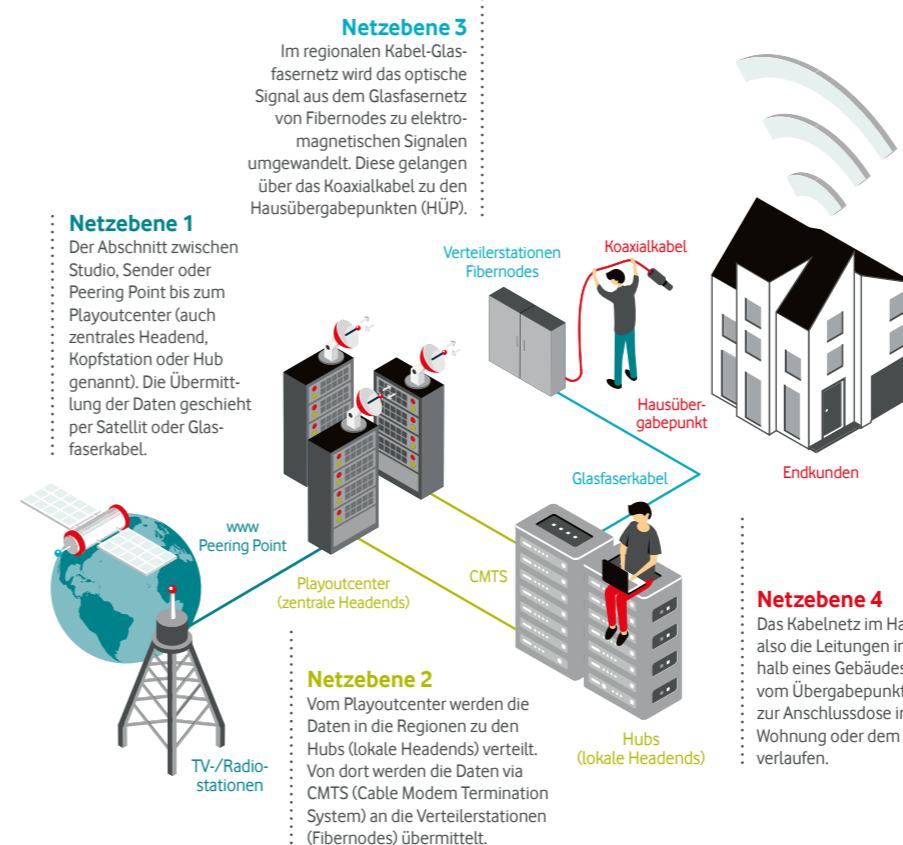 Netzebene 3
Im regionalen Kabel-Glas-
fasernetz wird das optische
Signal aus dem Glasfasernetz
von Fibernodes zu elektro-
magnetischen Signalen
umgewandelt. Diese gelangen
über das Koaxialkabel zu den
Hausübergabepunkten (HÜP).
Netzebene 1
Der Abschnitt zwischen
Studio, Sender oder
Peering Point bis zum
Playoutcenter (auch
zentrales Headend,
Kopfstation oder Hub
genannt). Die Übermitt-
lung der Daten geschieht
per Satellit oder Glas-
faserkabel.
Verteilerstationen
Fibernodes
Koaxialkabel
Hausüber-
gabepunkt
Endkunden
Glasfaserkabel
www
Peering Point
Playoutcenter
(zentrale Headends)
CMTS
TV-/Radio-
stationen
Netzebene 2
Vom Playoutcenter werden die
Daten in die Regionen zu den
Hubs (lokale Headends) verteilt.
Von dort werden die Daten via
CMTS (Cable Modem Termination
System) an die Verteilerstationen
(Fibernodes) übermittelt.
Hubs
(lokale Headends)
Netzebene 4
Das Kabelnetz im
also die Leitungen
halb eines Gebäudes
vom Übergabepunkt
zur Anschlussdose
Wohnung oder dem
verlaufen.